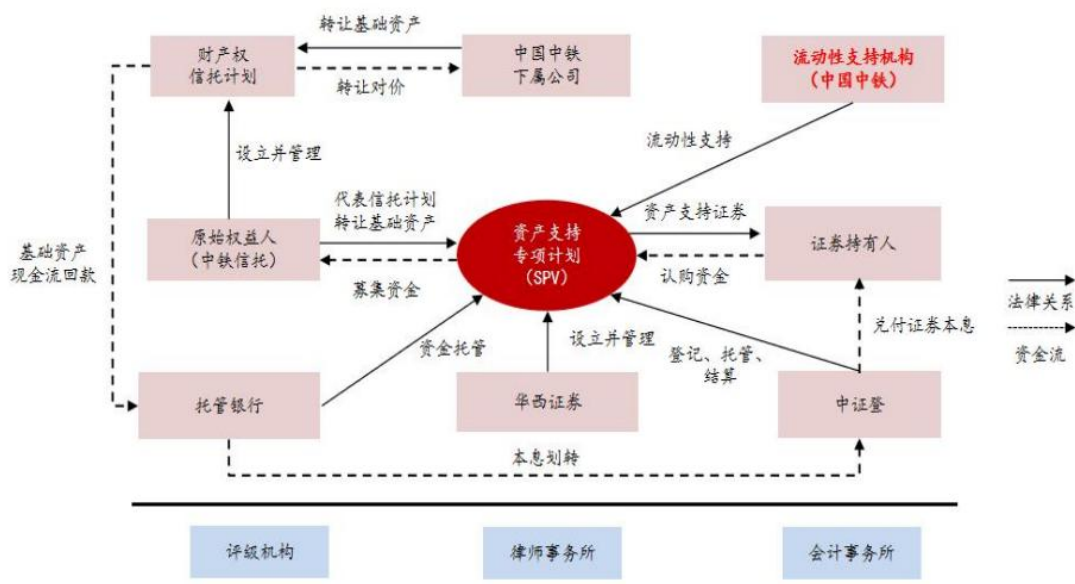 转让基础资产
财产权
信托计划
中国中铁
下属公司
流动性支持机构
（中国中铁）
转让对价
设立并管理
流动性支持
代表信托计划
转让基础资产
资产支持证券
原始权益人
（中铁信托）
资产支持
专项计划
（SPV）
证券持有人
基础资产
现金流回款
募集资金
认购资金
法律关系
兑付证券本息
资金托管
设立并管理
登记、托管、
结算
资金流
托管银行
华西证券
中证登
本息划转
评级机构
律师事务所
会计事务所